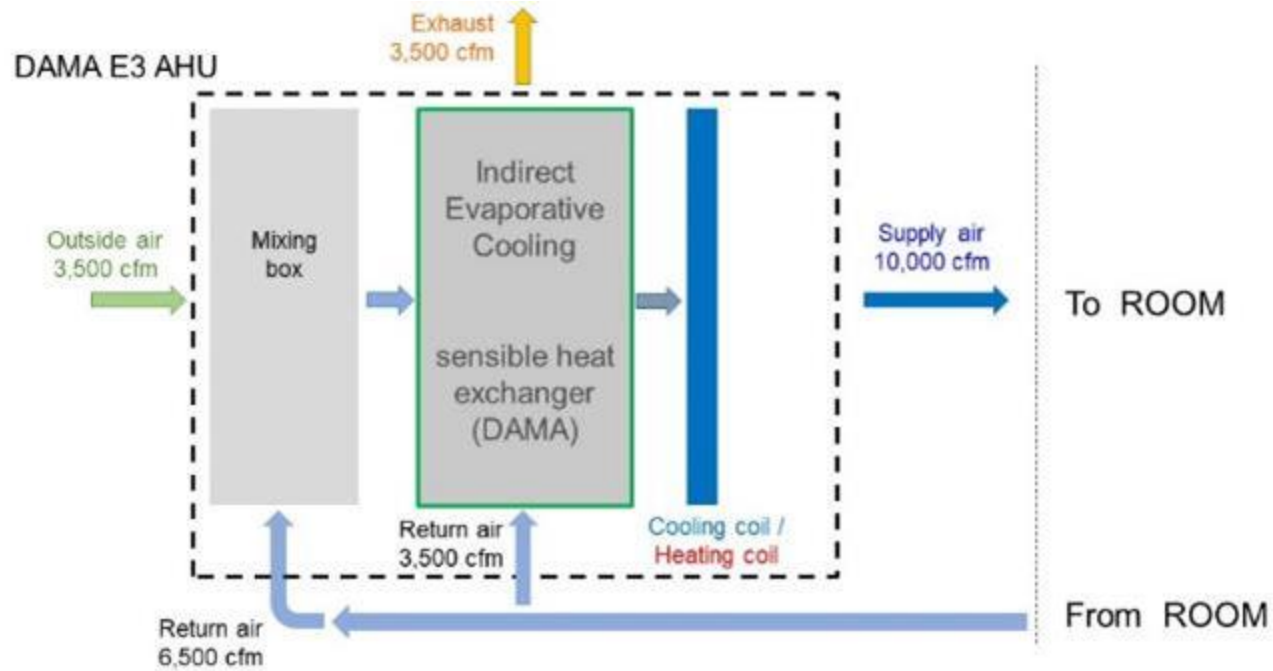 Exhaust
3,500 cfm
DAMA E3 AHU
Outside air
3,500 cfm
Mixing
box
Indirect
Evaporative
Cooling
sensible heat
exchanger
(DAMA)
Supply air
10,000 cfm
To ROOM
Return air
3,500 cfm
Cooling coil /
Heating coil
Return air
6,500 cfm
From ROOM